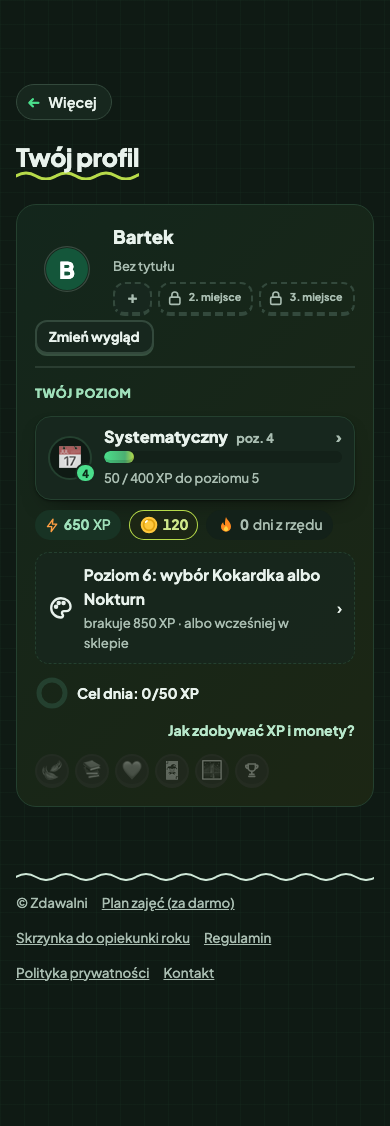 Więcej
Twój profil
B
Bartek
Bez tytułu
+ 2. miejsce 3. miejsce
Zmień wygląd
TWÓJ POZIOM
17
4
Systematyczny poz. 4 ›
50 / 400 XP do poziomu 5
650 XP 120 0 dni z rzędu
Poziom 6: wybór Kokardka albo
Nokturn
brakuje 850 XP · albo wcześniej w
sklepie
›
Cel dnia: 0/50 XP
Jak zdobywać XP i monety?
© Zdawalni Plan zajęć (za darmo)
Skrzynka do opiekunki roku Regulamin
Polityka prywatności Kontakt